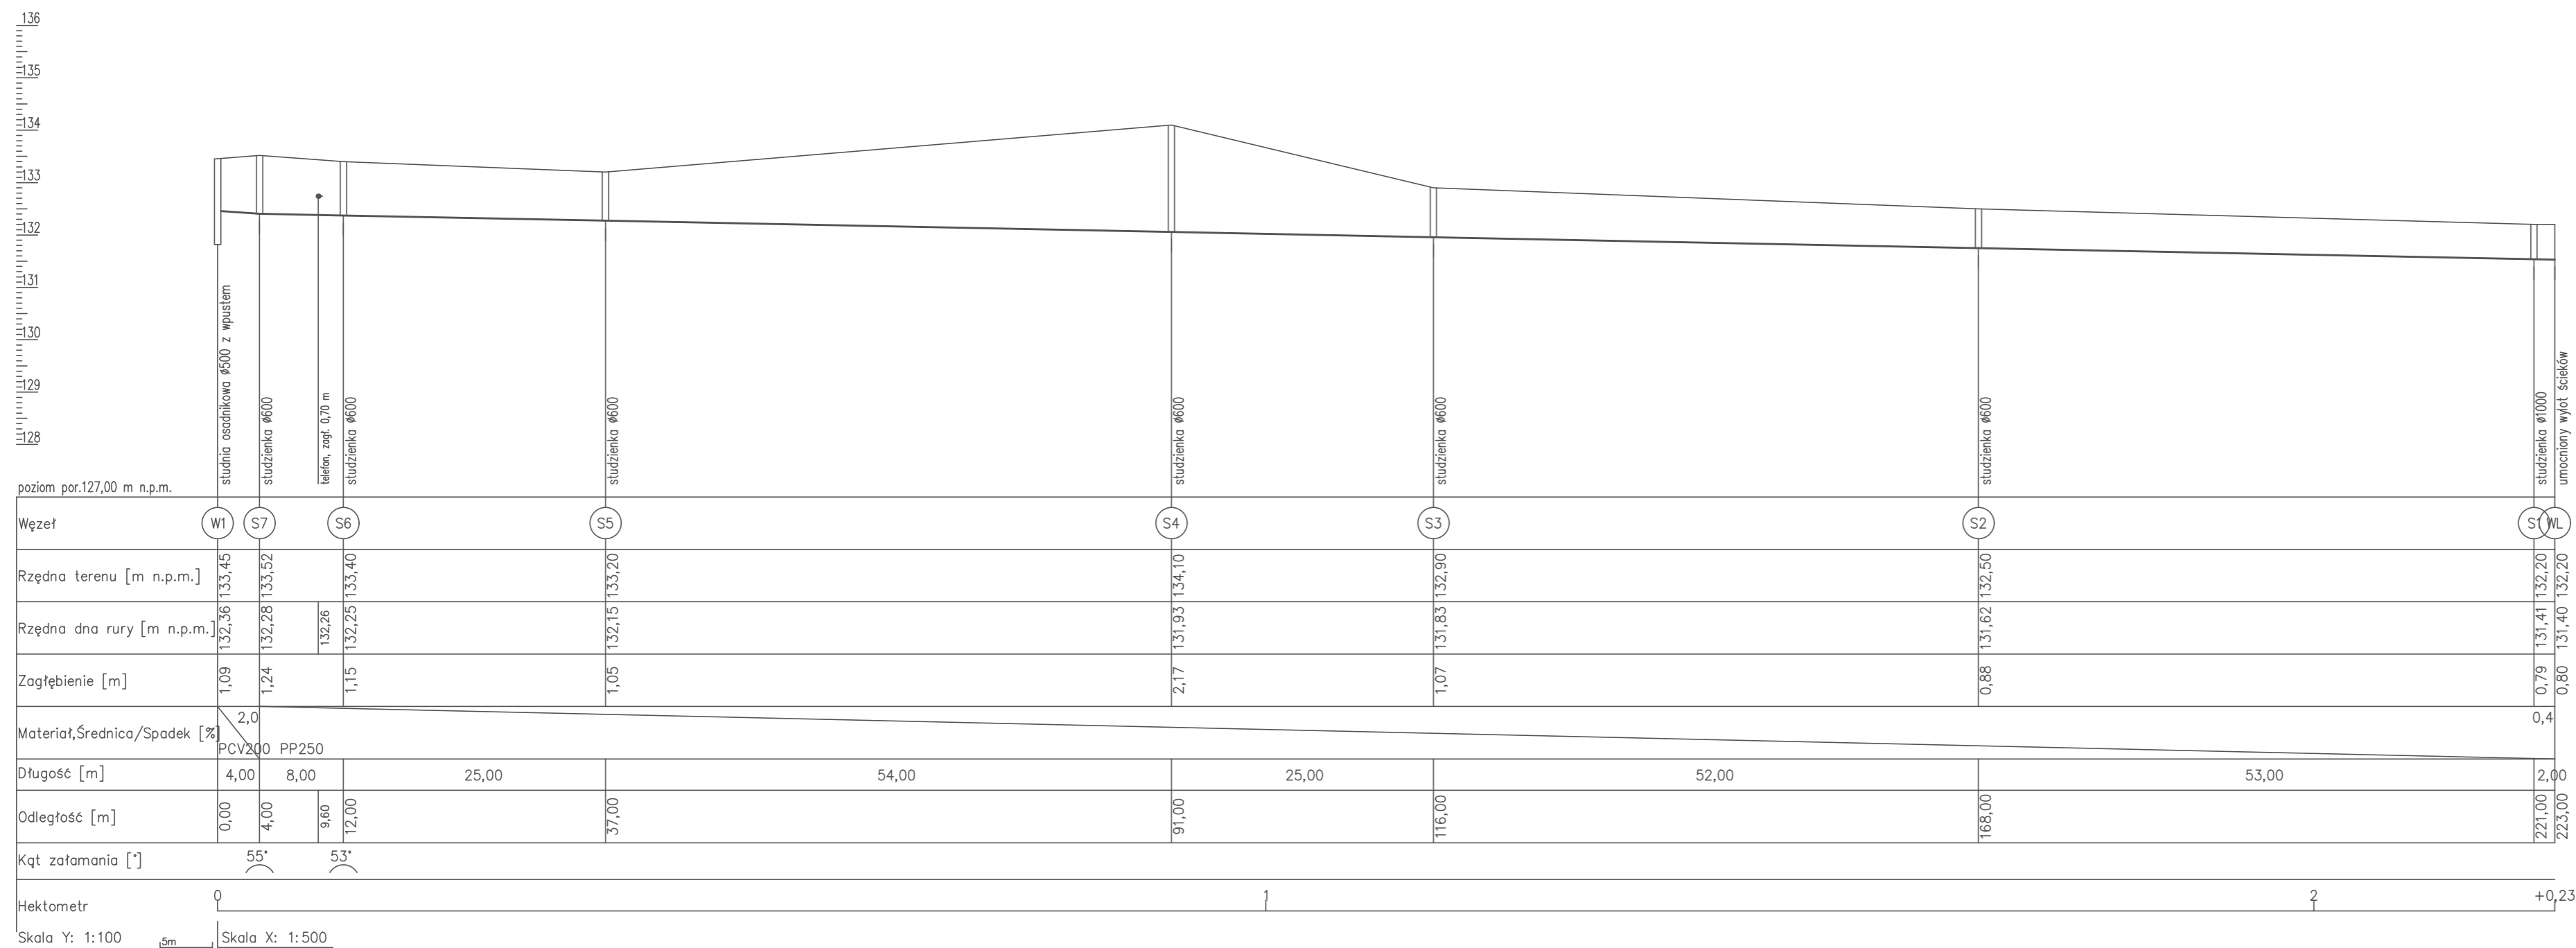 136
135
134
133
132
131
130
129
128
studnia osadnikowa ø500 z wpustem
studzienka ø600
telefon, zagł. 0,70 m
studzienka ø600
studzienka ø600
studzienka ø600
studzienka ø600
studzienka ø600
studzienka ø1000
umocniony wylot ścieków
poziom por.127,00 m n.p.m.
Węzeł W1 S7 S6 S5 S4 S3 S2 S1 WL
Rzędna terenu [m n.p.m.] 133,45 133,52 133,40 133,20 134,10 132,90 132,50 132,20 132,20
Rzędna dna rury [m n.p.m.] 132,36 132,28 132,26 132,25 132,15 131,93 131,83 131,62 131,41 131,40
Zagłębienie [m] 1,09 1,24 1,15 1,05 2,17 1,07 0,88 0,79 0,80
2,0 0,4
Materiał,Średnica/Spadek [%]
PCV200 PP250
Długość [m] 4,00 8,00 25,00 54,00 25,00 52,00 53,00 2,00
Odległość [m] 0,00 4,00 9,60 12,00 37,00 91,00 116,00 168,00 221,00 223,00
Kąt załamania [°] 55° 53°
0 1 2 +0,23
Hektometr
Skala Y: 1:100 5m Skala X: 1:500